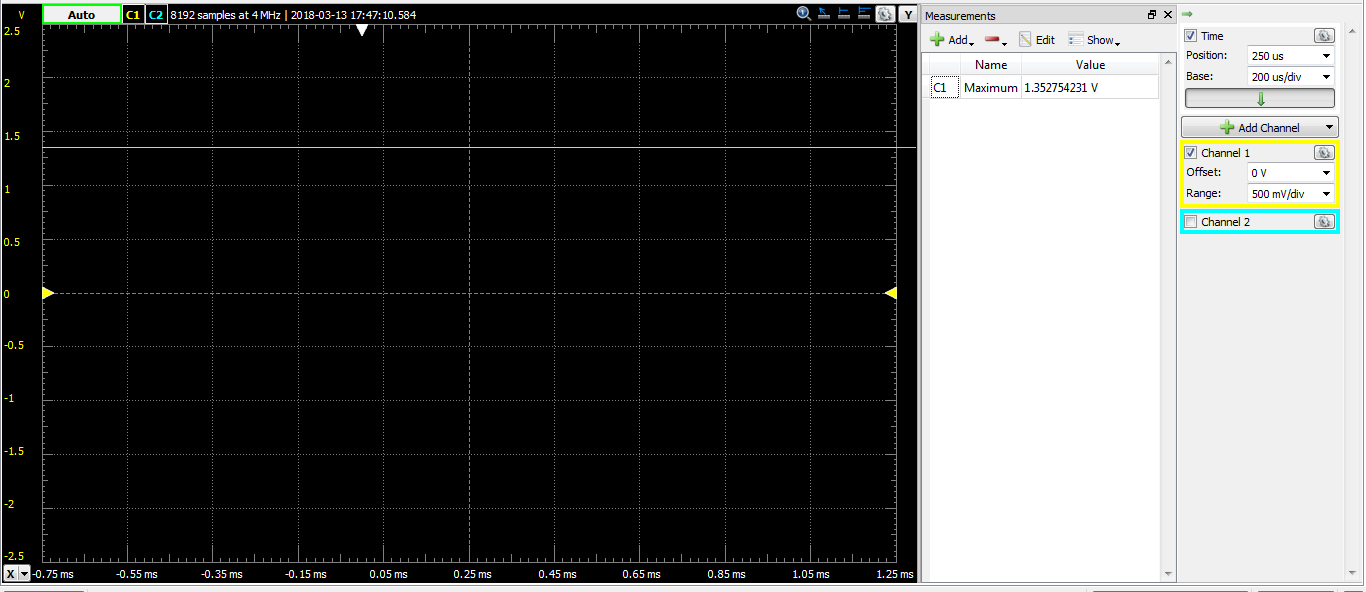 V Auto C1 C2 8192 samples at 4 MHz | 2018-03-13 17:47:10.584 Y
2.5
2
1.5
1
0.5
0
-0.5
-1
-1.5
-2
-2.5
X -0.75 ms -0.55 ms -0.35 ms -0.15 ms 0.05 ms 0.25 ms 0.45 ms 0.65 ms 0.85 ms 1.05 ms 1.25 ms
Measurements
Add Edit Show
Name Value
C1 Maximum 1.352754231 V
Time
Position: 250 us
Base: 200 us/div
Add Channel
Channel 1
Offset: 0 V
Range: 500 mV/div
Channel 2